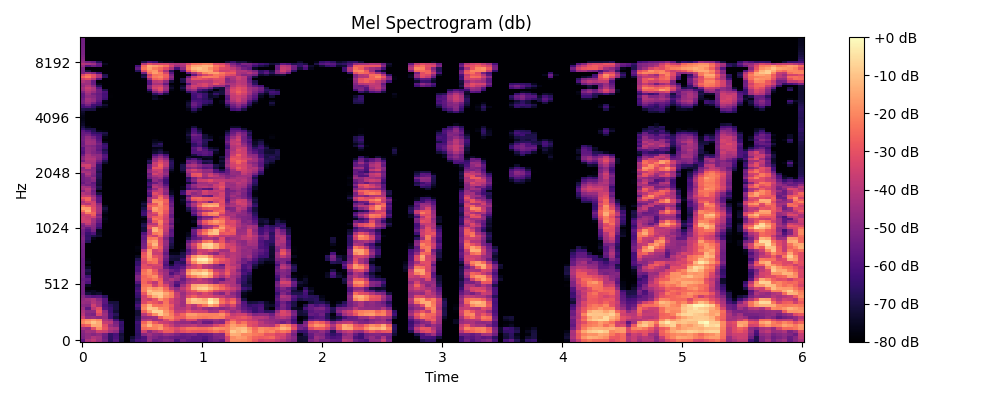 Mel Spectrogram (db)
Hz
8192
4096
2048
1024
512
0
0 1 2 3 4 5 6
Time
+0 dB
-10 dB
-20 dB
-30 dB
-40 dB
-50 dB
-60 dB
-70 dB
-80 dB